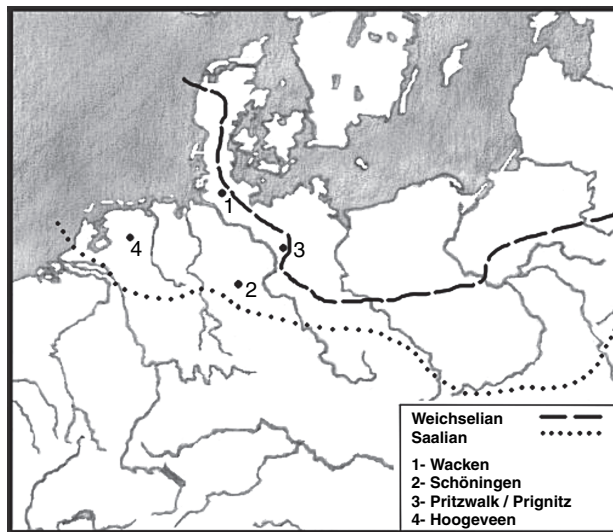 1
4
3
2
Weichselian
Saalian
1- Wacken
2- Schöningen
3- Pritzwalk / Prignitz
4- Hoogeveen